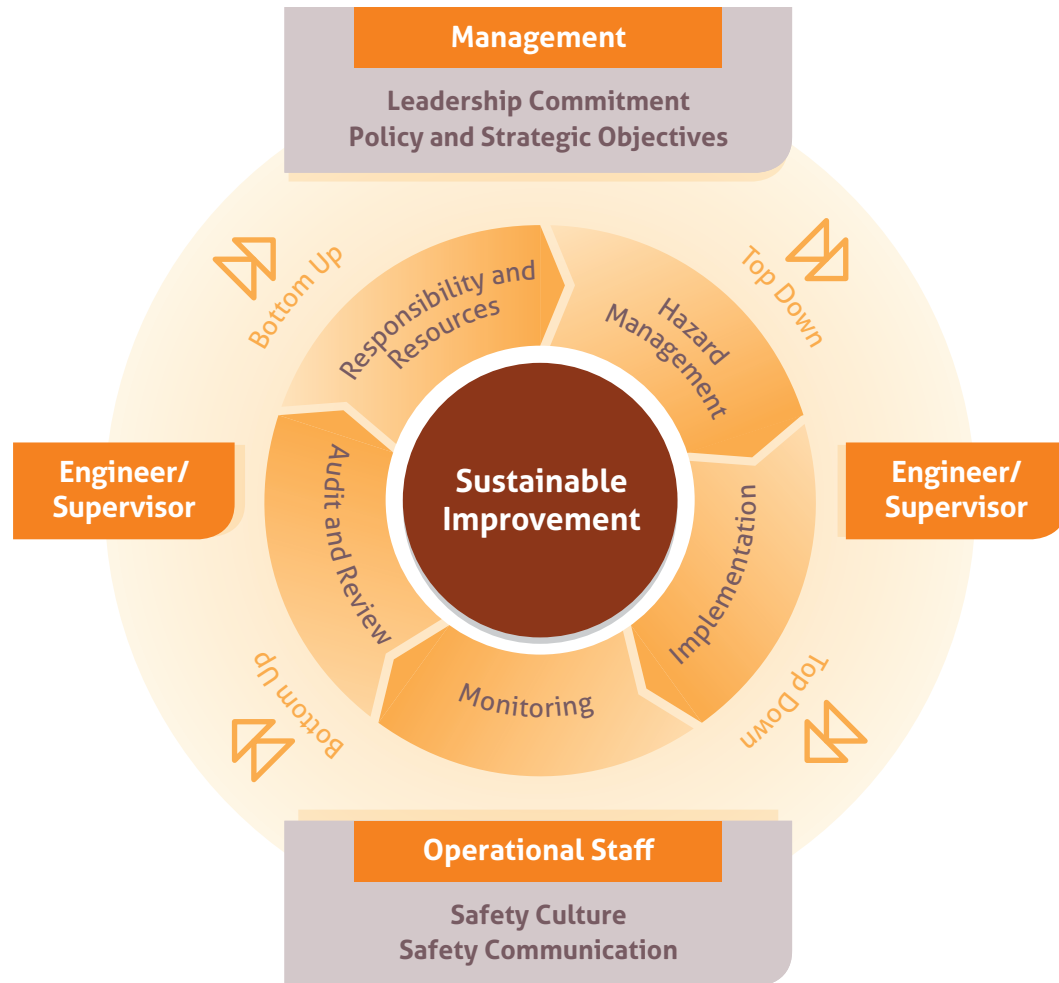 Management
Leadership Commitment
Policy and Strategic Objectives
Bottom Up
Top Down
Responsibility and
Resources
Hazard
Management
Engineer/
Supervisor
Sustainable
Improvement
Engineer/
Supervisor
Audit and Review
Implementation
Monitoring
Bottom Up
Top Down
Operational Staff
Safety Culture
Safety Communication